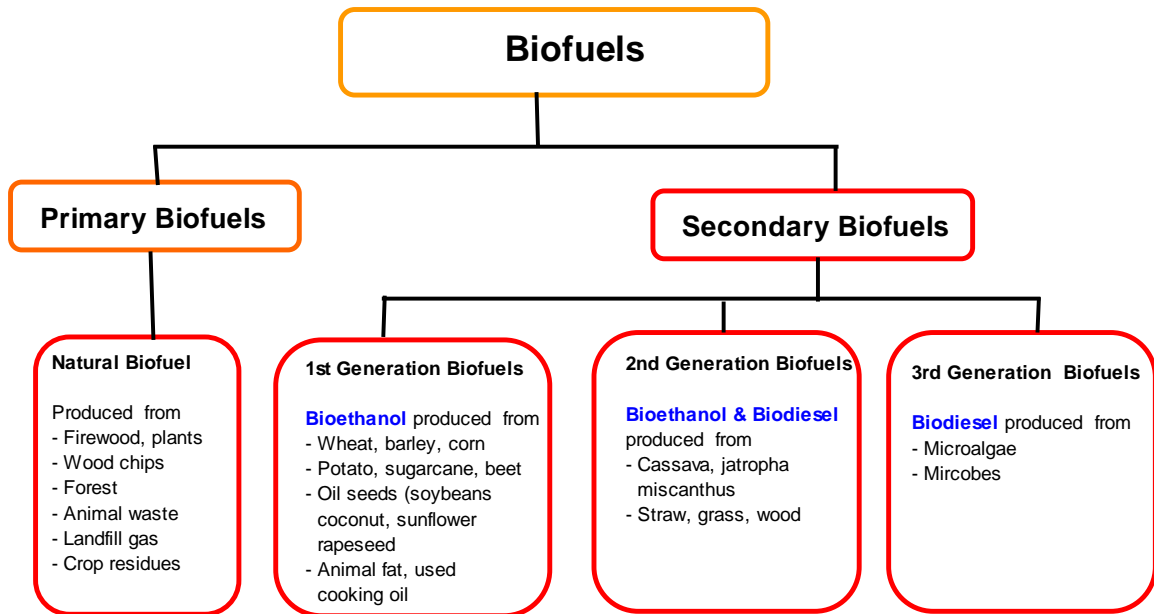 Biofuels
Primary Biofuels
Secondary Biofuels
Natural Biofuel
Produced from
- Firewood, plants
- Wood chips
- Forest
- Animal waste
- Landfill gas
- Crop residues
1st Generation Biofuels
Bioethanol produced from
- Wheat, barley, corn
- Potato, sugarcane, beet
- Oil seeds (soybeans
coconut, sunflower
rapeseed
- Animal fat, used
cooking oil
2nd Generation Biofuels
Bioethanol & Biodiesel
produced from
- Cassava, jatropha
miscanthus
- Straw, grass, wood
3rd Generation Biofuels
Biodiesel produced from
- Microalgae
- Mircobes